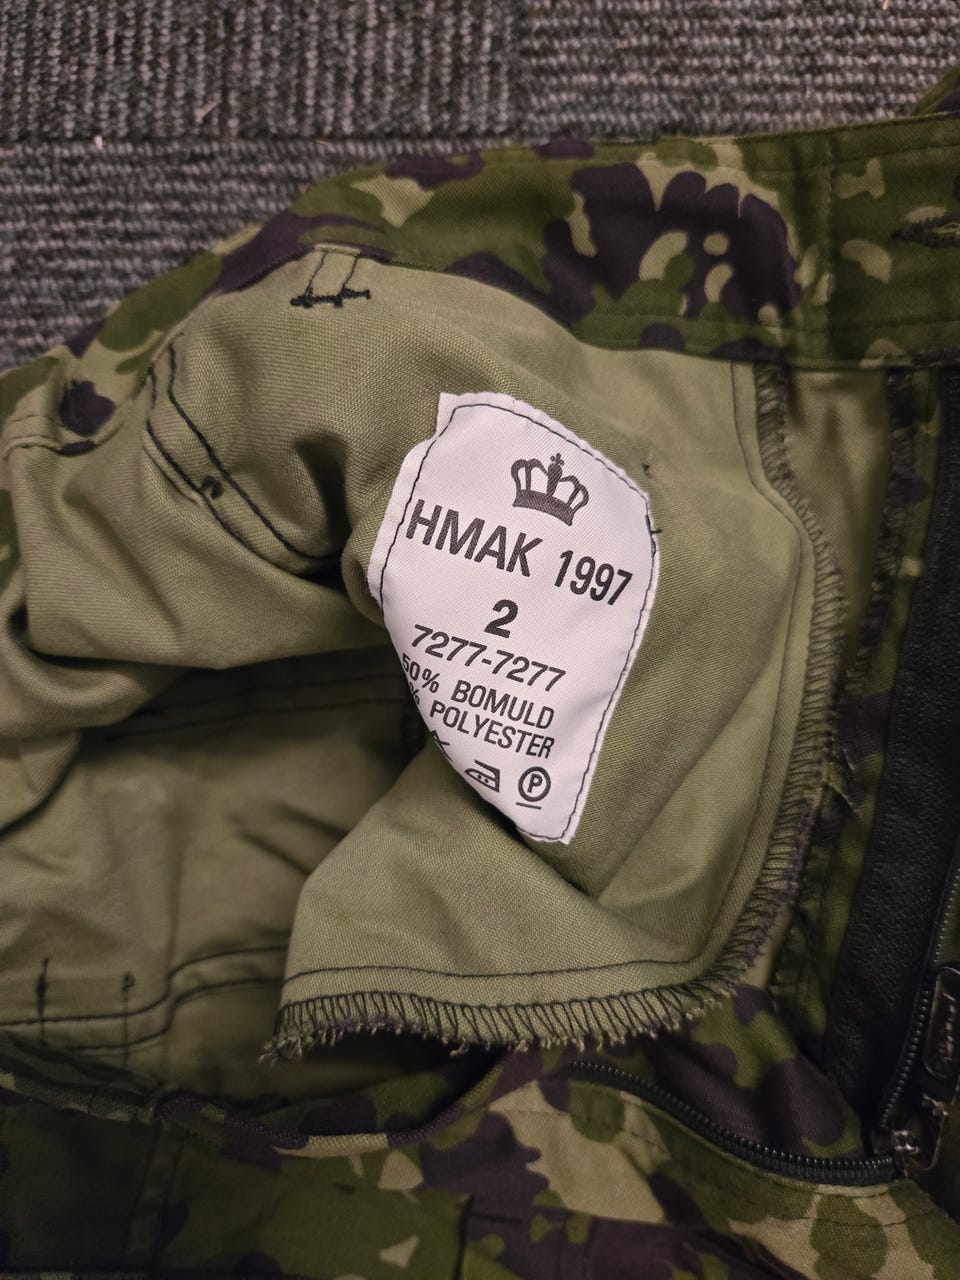 HMAK 1997
2
7277-7277
50% BOMULD
% POLYESTER
P